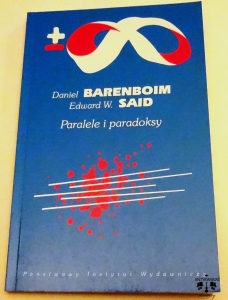 ±
Daniel BARENBOIM
Edward W. SAID
Paralele i paradoksy
Państwowy Instytut Wydawniczy